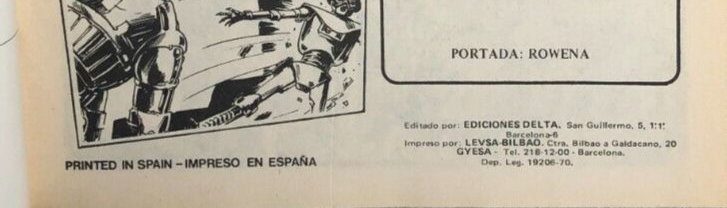 PORTADA: ROWENA
Editado por: EDICIONES DELTA. San Guillermo, 5, 1.º 1.ª
Barcelona-6
Impreso por: LEVSA-BILBAO. Ctra. Bilbao a Galdacano, 20
GYESA - Tel. 218-12-00 - Barcelona.
Dep. Leg. 19206-70.
PRINTED IN SPAIN – IMPRESO EN ESPAÑA